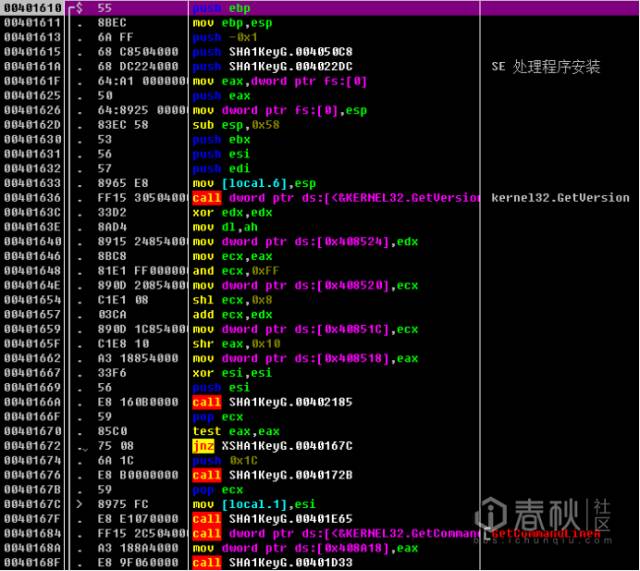 00401610 ┌$ 55 push ebp
00401611 . 8BEC mov ebp,esp
00401613 . 6A FF push -0x1
00401615 . 68 C8504000 push SHA1KeyG.004050C8
0040161A . 68 DC224000 push SHA1KeyG.004022DC SE 处理程序安装
0040161F . 64:A1 0000000 mov eax,dword ptr fs:[0]
00401625 . 50 push eax
00401626 . 64:8925 00000 mov dword ptr fs:[0],esp
0040162D . 83EC 58 sub esp,0x58
00401630 . 53 push ebx
00401631 . 56 push esi
00401632 . 57 push edi
00401633 . 8965 E8 mov [local.6],esp
00401636 . FF15 30504000 call dword ptr ds:[<&KERNEL32.GetVersion kernel32.GetVersion
0040163C . 33D2 xor edx,edx
0040163E . 8AD4 mov dl,ah
00401640 . 8915 24854000 mov dword ptr ds:[0x408524],edx
00401646 . 8BC8 mov ecx,eax
00401648 . 81E1 FF000000 and ecx,0xFF
0040164E . 890D 20854000 mov dword ptr ds:[0x408520],ecx
00401654 . C1E1 08 shl ecx,0x8
00401657 . 03CA add ecx,edx
00401659 . 890D 1C854000 mov dword ptr ds:[0x40851C],ecx
0040165F . C1E8 10 shr eax,0x10
00401662 . A3 18854000 mov dword ptr ds:[0x408518],eax
00401667 . 33F6 xor esi,esi
00401669 . 56 push esi
0040166A . E8 160B0000 call SHA1KeyG.00402185
0040166F . 59 pop ecx
00401670 . 85C0 test eax,eax
00401672 . 75 08 jnz XSHA1KeyG.0040167C
00401674 . 6A 1C push 0x1C
00401676 . E8 B0000000 call SHA1KeyG.0040172B
0040167B . 59 pop ecx
0040167C > 8975 FC mov [local.1],esi
0040167F . E8 E1070000 call SHA1KeyG.00401E65
00401684 . FF15 2C504000 call dword ptr ds:[<&KERNEL32.GetComman GetCommandLineA
0040168A . A3 188A4000 mov dword ptr ds:[0x408A18],eax
0040168F . E8 9F060000 call SHA1KeyG.00401D33
i春秋 社区
bbs.ichunqiu.com